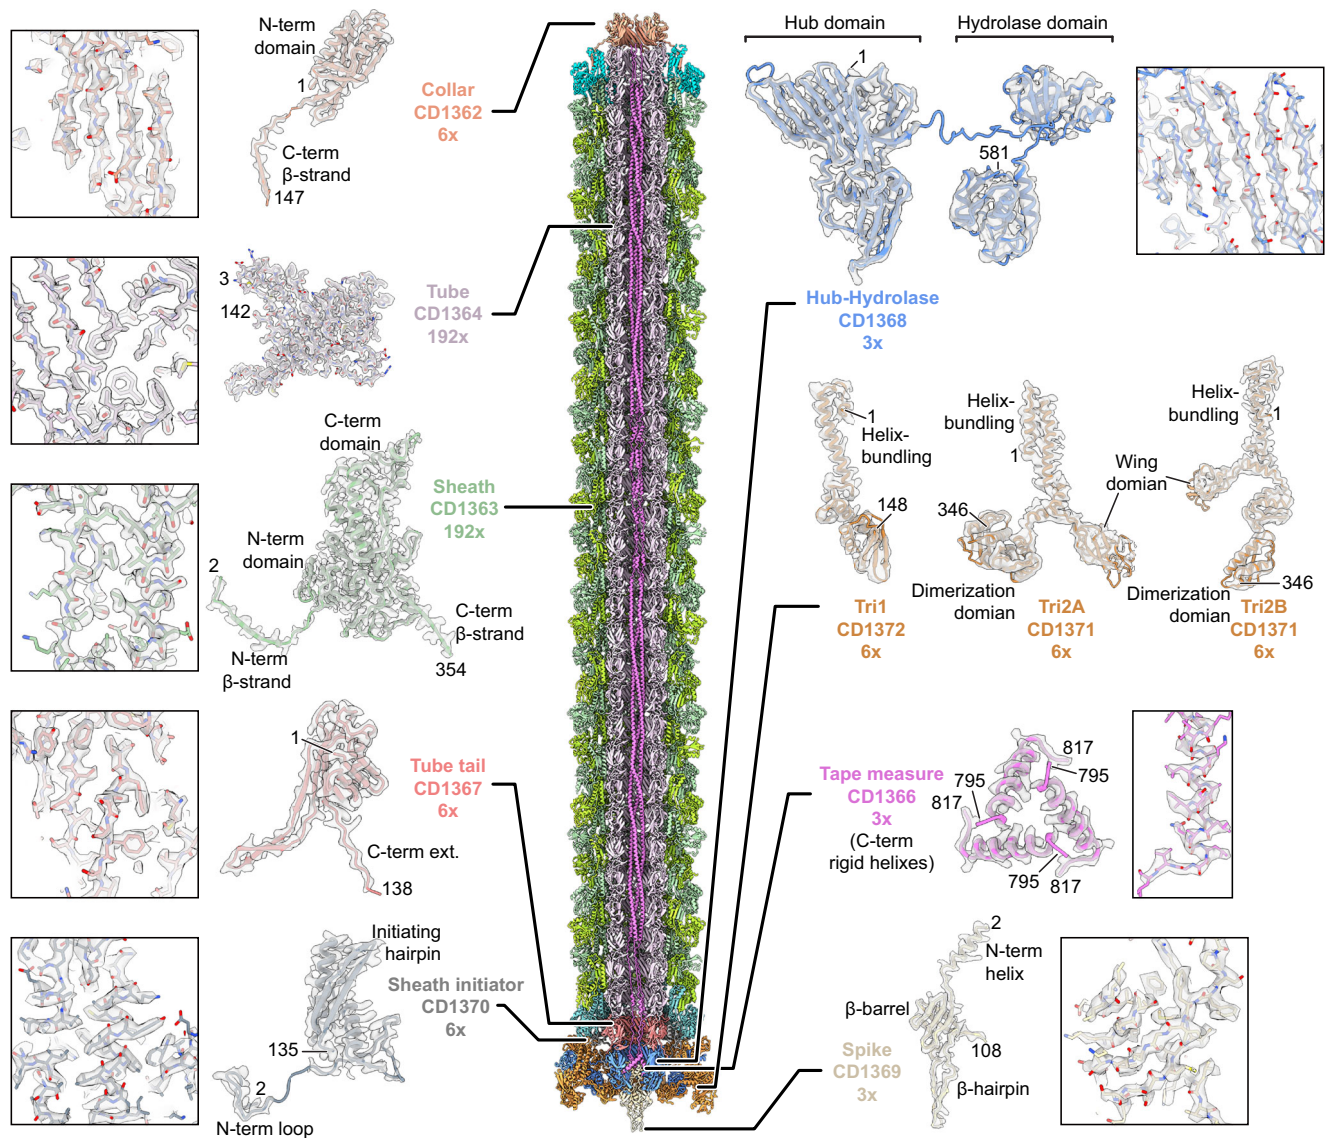 N-term
domain
1
C-term
β-strand
147
Collar
CD1362
6x
3
142
Tube
CD1364
192x
C-term
domain
N-term
domain
2
N-term
β-strand
C-term
β-strand
354
Sheath
CD1363
192x
1
C-term ext.
138
Tube tail
CD1367
6x
Initiating
hairpin
135
2
N-term loop
Sheath initiator
CD1370
6x
Hub domain
Hydrolase domain
1
581
Hub-Hydrolase
CD1368
3x
1
Helix-
bundling
148
Tri1
CD1372
6x
Helix-
bundling
1
346
Wing
domian
Dimerization
domian
Tri2A
CD1371
6x
Helix-
bundling
1
Dimerization
domian
346
Tri2B
CD1371
6x
Tape measure
CD1366
3x
(C-term
rigid helixes)
817
795
795
817
795
817
2
N-term
helix
β-barrel
108
β-hairpin
Spike
CD1369
3x